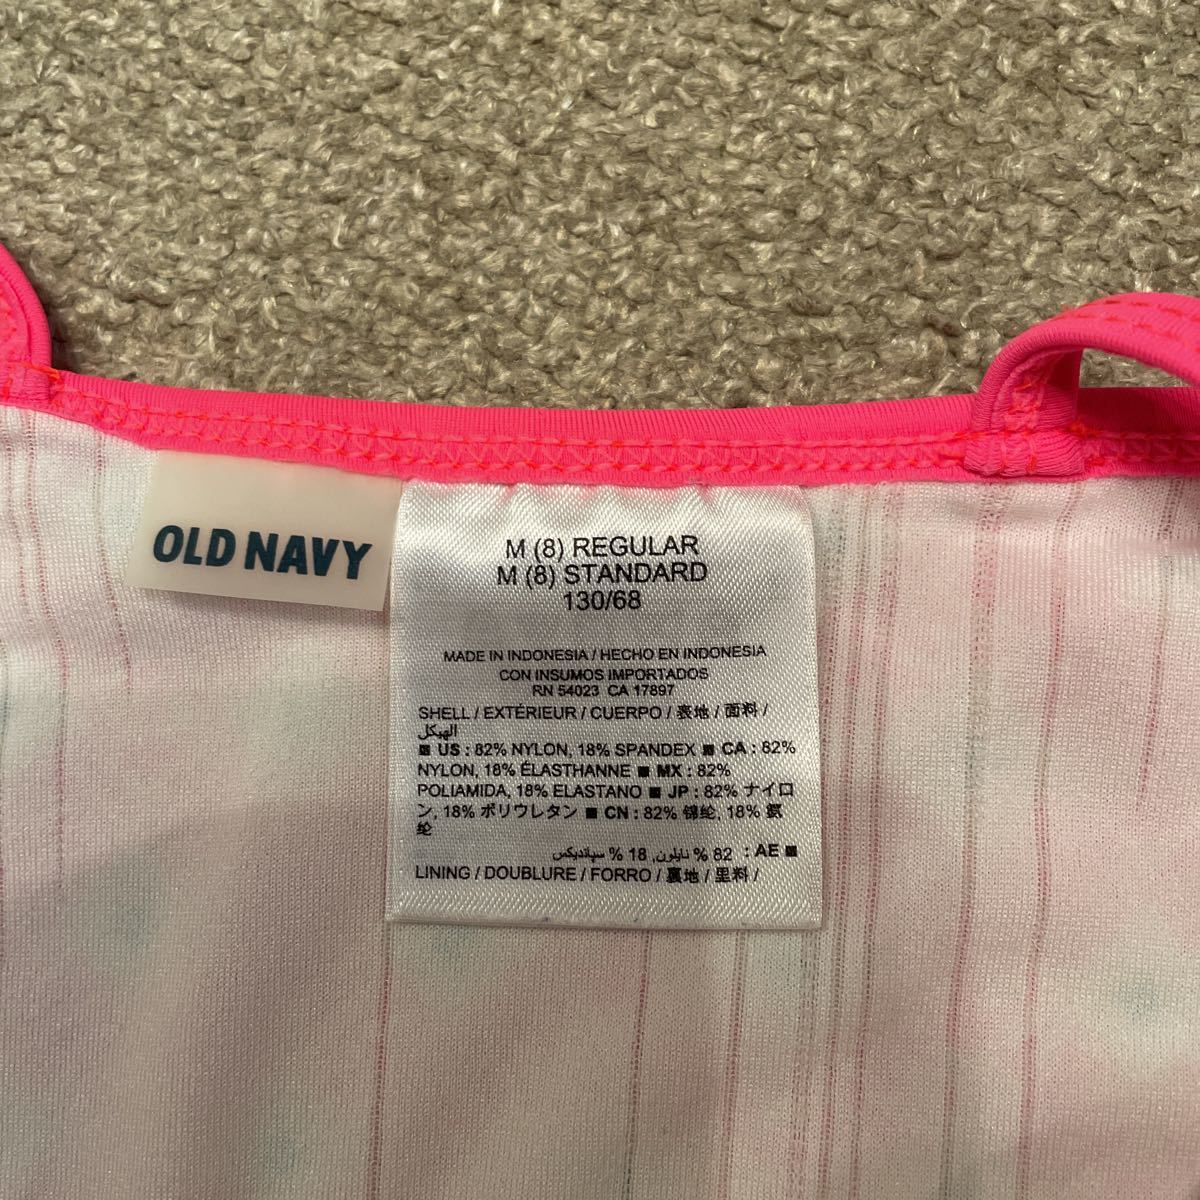 OLD NAVY
M (8) REGULAR
M (8) STANDARD
130/68
MADE IN INDONESIA / HECHO EN INDONESIA
CON INSUMOS IMPORTADOS
RN 54023 CA 17897
SHELL / EXTÉRIEUR / CUERPO / 表地 / 面料 /
الهيكل
■ US : 82% NYLON, 18% SPANDEX ■ CA : 82%
NYLON, 18% ÉLASTHANNE ■ MX : 82%
POLIAMIDA, 18% ELASTANO ■ JP : 82% ナイロ
ン, 18% ポリウレタン ■ CN : 82% 锦纶, 18% 氨
纶
■ AE : 82 % نايلون, 18 % سپانديكس
LINING / DOUBLURE / FORRO / 裏地 / 里料 /